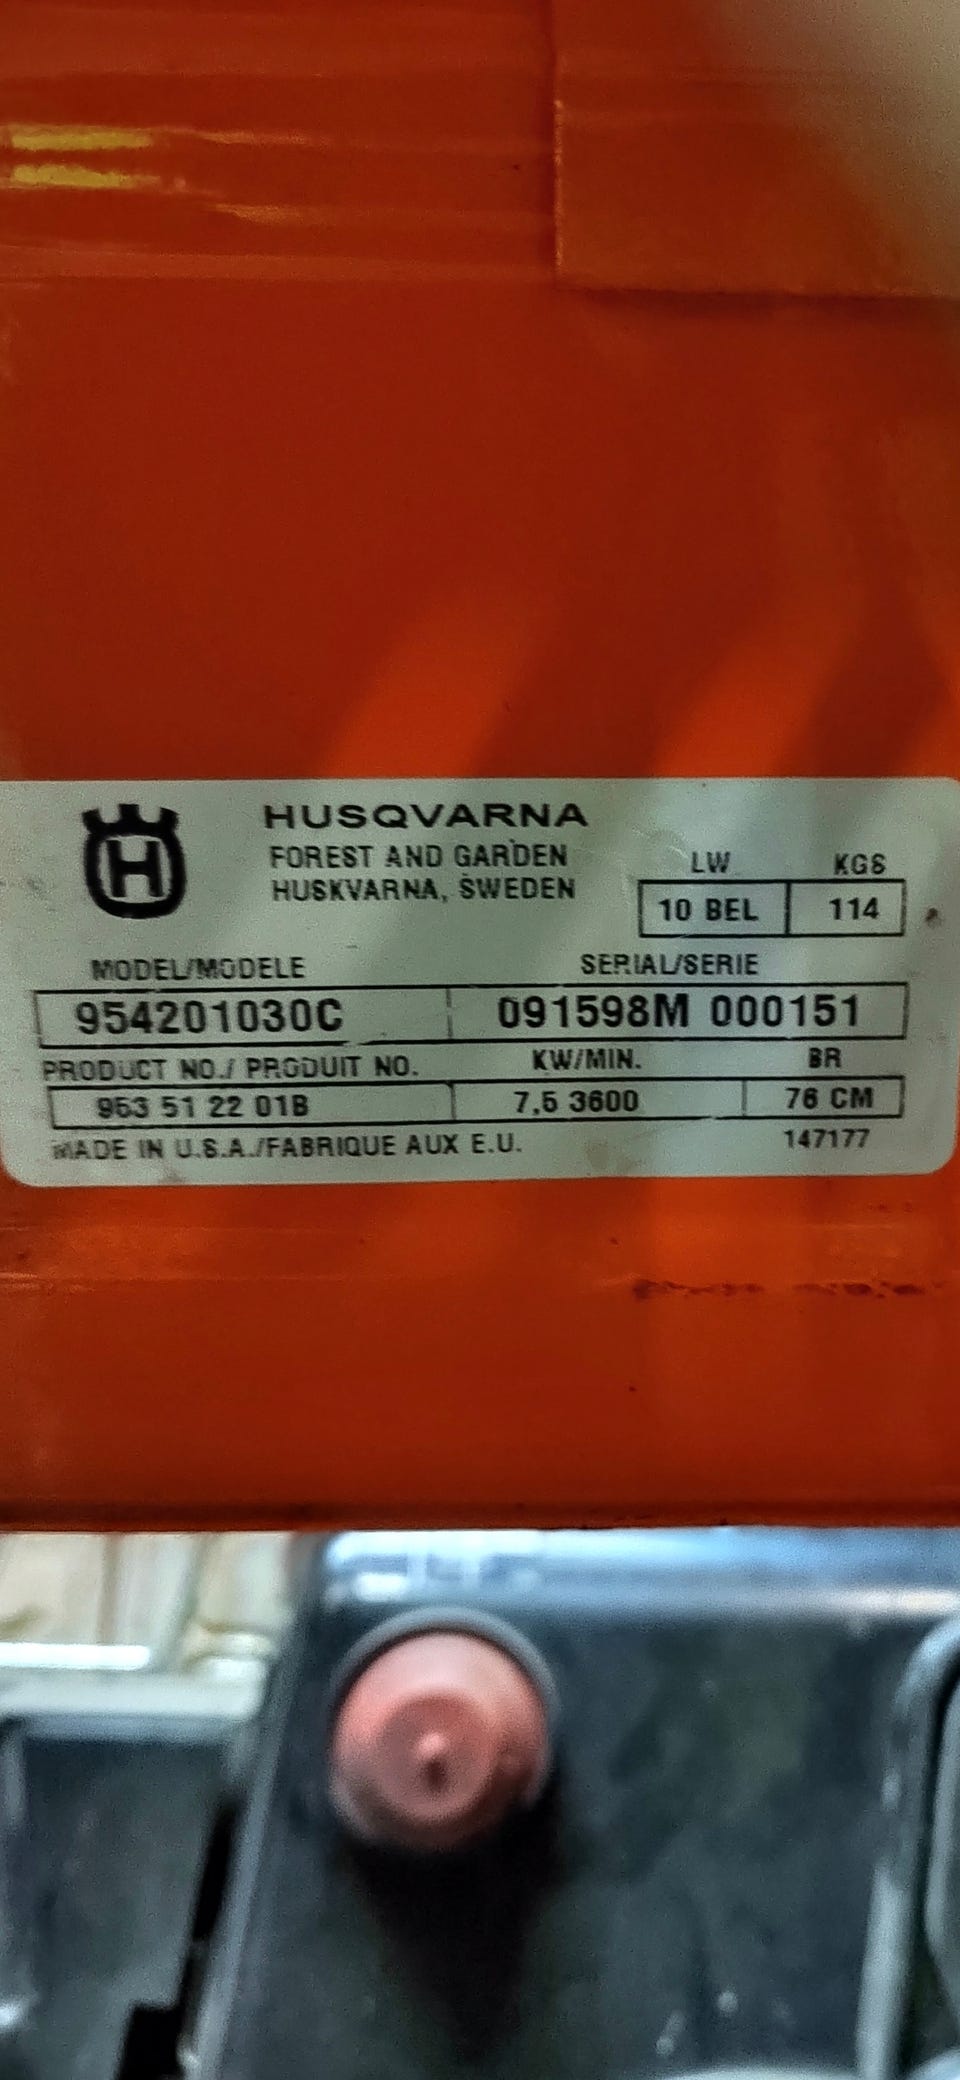 H
HUSQVARNA
FOREST AND GARDEN
HUSKVARNA, SWEDEN
LW KGS
10 BEL 114
MODEL/MODELE SERIAL/SERIE
954201030C 091598M 000151
PRODUCT NO./ PRODUIT NO. KW/MIN. BR
953 51 22 01B 7,5 3600 76 CM
MADE IN U.S.A./FABRIQUE AUX E.U. 147177